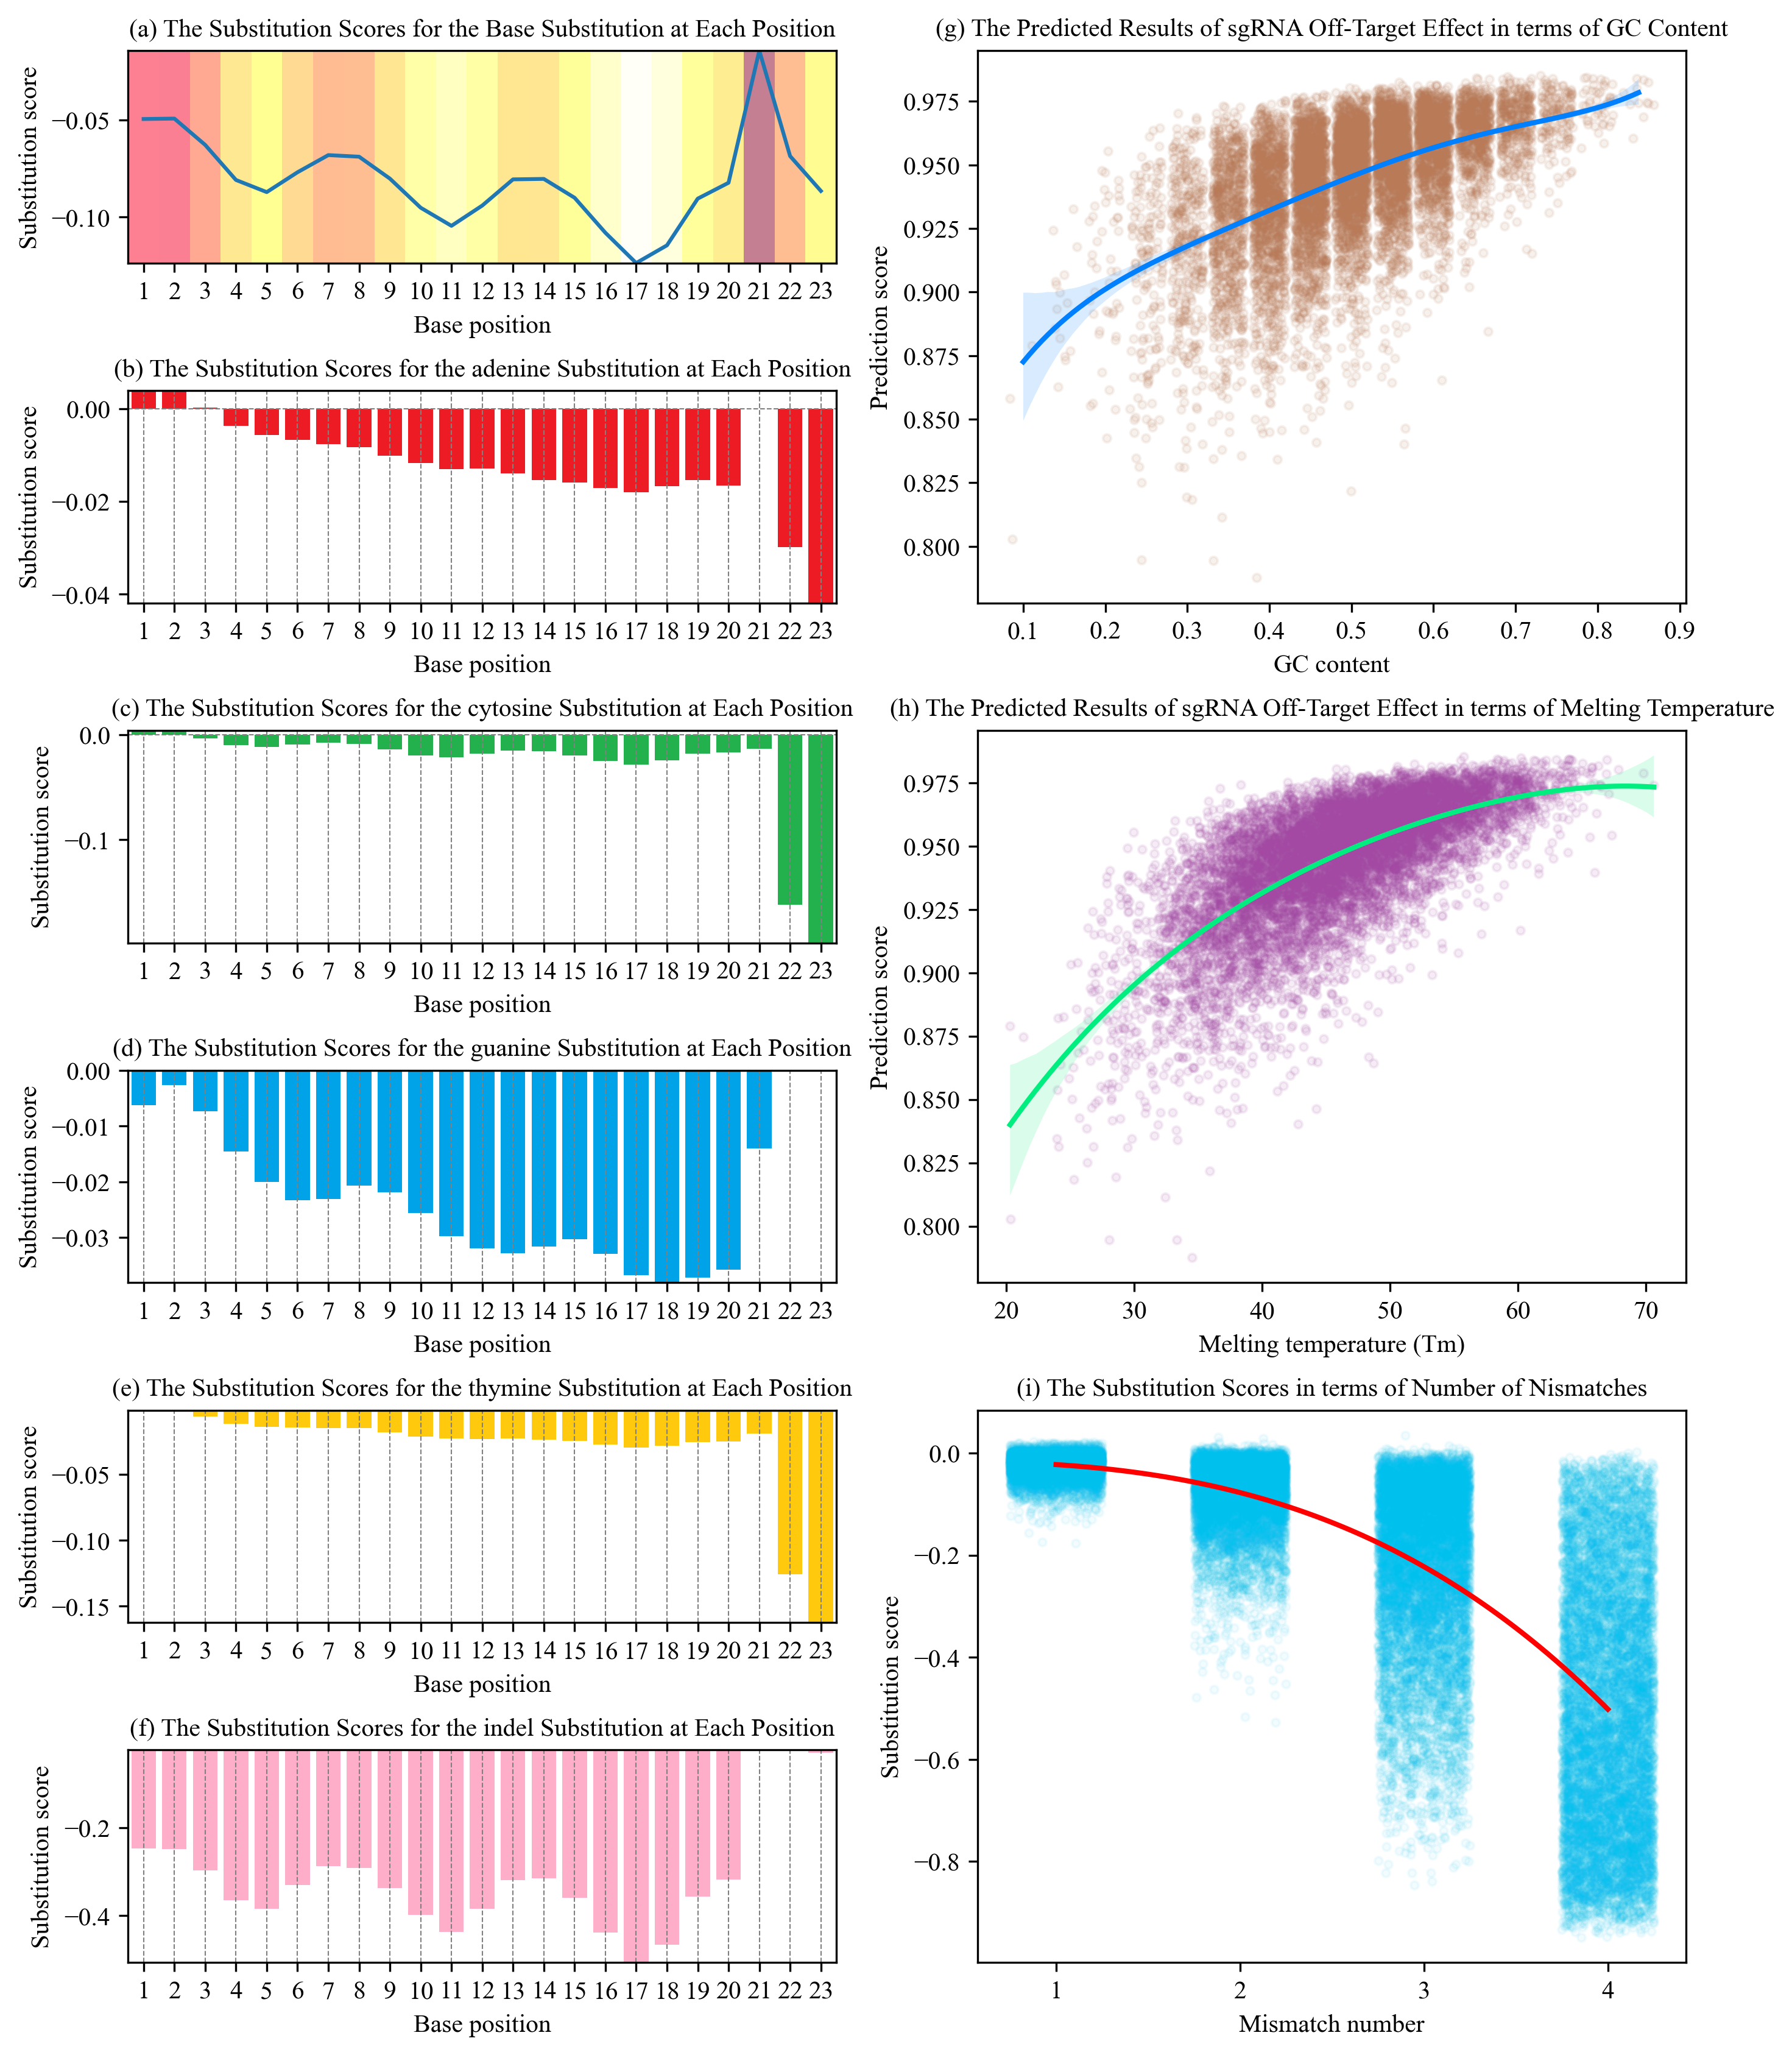 (a) The Substitution Scores for the Base Substitution at Each Position
Substitution score
−0.05
−0.10
1 2 3 4 5 6 7 8 9 10 11 12 13 14 15 16 17 18 19 20 21 22 23
Base position
(b) The Substitution Scores for the adenine Substitution at Each Position
Substitution score
0.00
−0.02
−0.04
1 2 3 4 5 6 7 8 9 10 11 12 13 14 15 16 17 18 19 20 21 22 23
Base position
(c) The Substitution Scores for the cytosine Substitution at Each Position
Substitution score
0.0
−0.1
1 2 3 4 5 6 7 8 9 10 11 12 13 14 15 16 17 18 19 20 21 22 23
Base position
(d) The Substitution Scores for the guanine Substitution at Each Position
Substitution score
0.00
−0.01
−0.02
−0.03
1 2 3 4 5 6 7 8 9 10 11 12 13 14 15 16 17 18 19 20 21 22 23
Base position
(e) The Substitution Scores for the thymine Substitution at Each Position
Substitution score
−0.05
−0.10
−0.15
1 2 3 4 5 6 7 8 9 10 11 12 13 14 15 16 17 18 19 20 21 22 23
Base position
(f) The Substitution Scores for the indel Substitution at Each Position
Substitution score
−0.2
−0.4
1 2 3 4 5 6 7 8 9 10 11 12 13 14 15 16 17 18 19 20 21 22 23
Base position
(g) The Predicted Results of sgRNA Off-Target Effect in terms of GC Content
Prediction score
0.975
0.950
0.925
0.900
0.875
0.850
0.825
0.800
0.1 0.2 0.3 0.4 0.5 0.6 0.7 0.8 0.9
GC content
(h) The Predicted Results of sgRNA Off-Target Effect in terms of Melting Temperature
Prediction score
0.975
0.950
0.925
0.900
0.875
0.850
0.825
0.800
20 30 40 50 60 70
Melting temperature (Tm)
(i) The Substitution Scores in terms of Number of Nismatches
Substitution score
0.0
−0.2
−0.4
−0.6
−0.8
1 2 3 4
Mismatch number